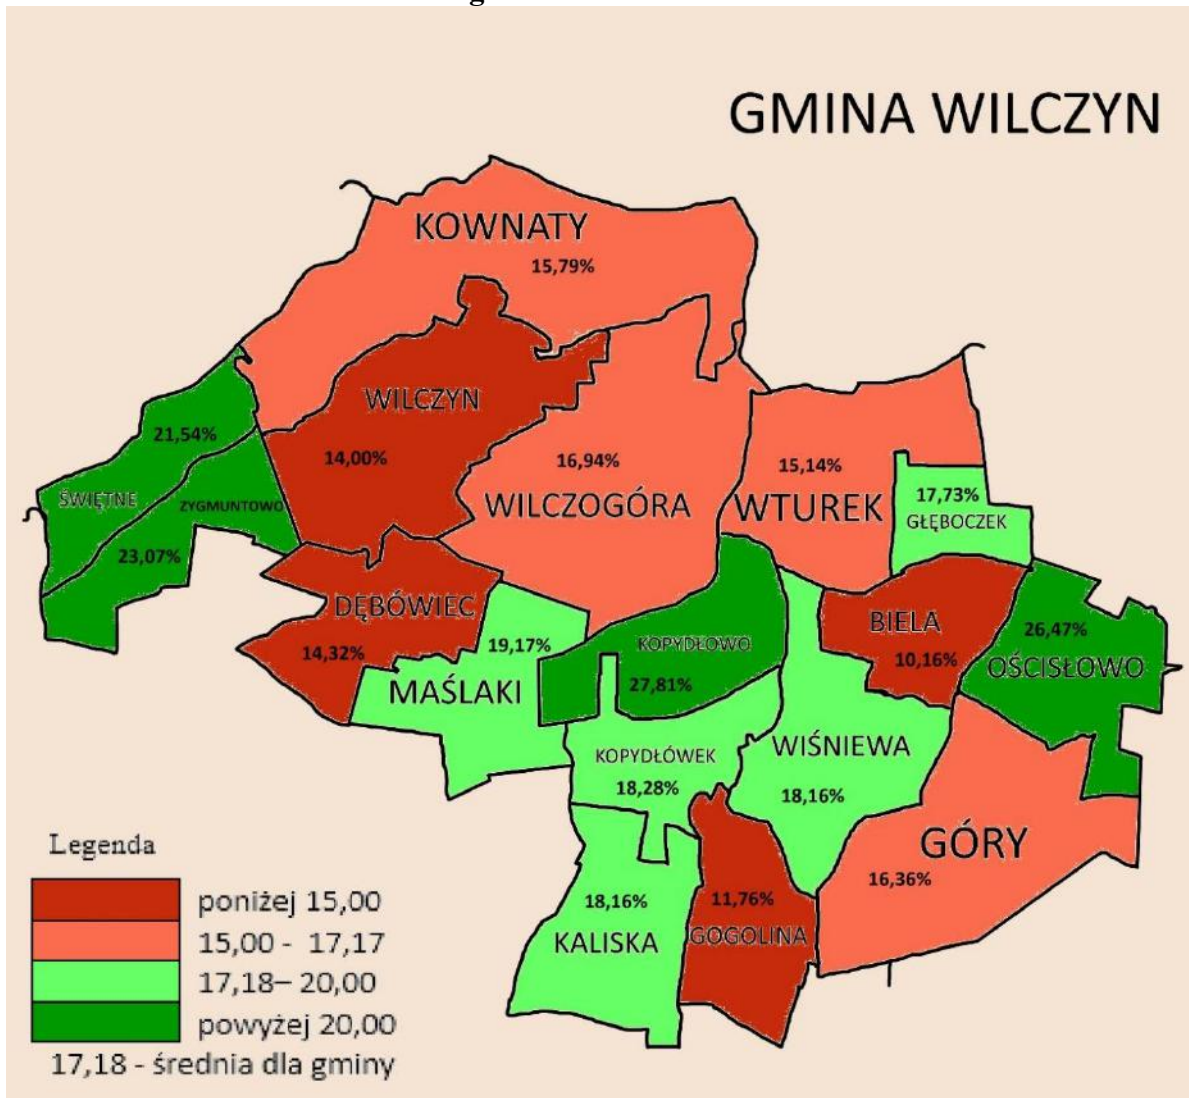 g
GMINA WILCZYN
KOWNATY
15,79%
WILCZYN
14,00%
21,54%
ŚWIĘTNE
ZYGMUNTOWO
23,07%
16,94%
WILCZOGÓRA
15,14%
WTUREK
17,73%
GŁĘBOCZEK
DĘBÓWIEC
14,32%
19,17%
MAŚLAKI
KOPYDŁOWO
27,81%
BIELA
10,16%
26,47%
OŚCISŁOWO
KOPYDŁÓWEK
18,28%
WIŚNIEWA
18,16%
GÓRY
16,36%
18,16%
KALISKA
11,76%
GOGOLINA
Legenda
poniżej 15,00
15,00 - 17,17
17,18– 20,00
powyżej 20,00
17,18 - średnia dla gminy